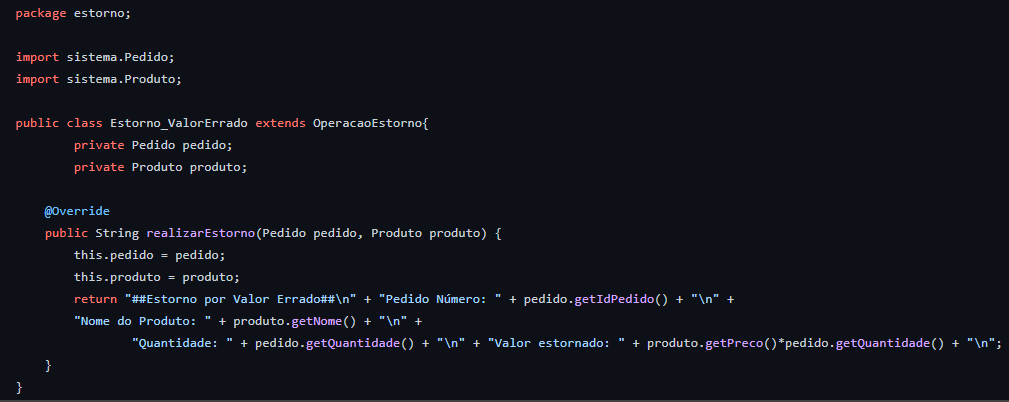 package estorno;
import sistema.Pedido;
import sistema.Produto;
public class Estorno_ValorErrado extends OperacaoEstorno{
private Pedido pedido;
private Produto produto;
@Override
public String realizarEstorno(Pedido pedido, Produto produto) {
this.pedido = pedido;
this.produto = produto;
return "##Estorno por Valor Errado##\n" + "Pedido Número: " + pedido.getIdPedido() + "\n" +
"Nome do Produto: " + produto.getNome() + "\n" +
"Quantidade: " + pedido.getQuantidade() + "\n" + "Valor estornado: " + produto.getPreco()*pedido.getQuantidade() + "\n";
}
}